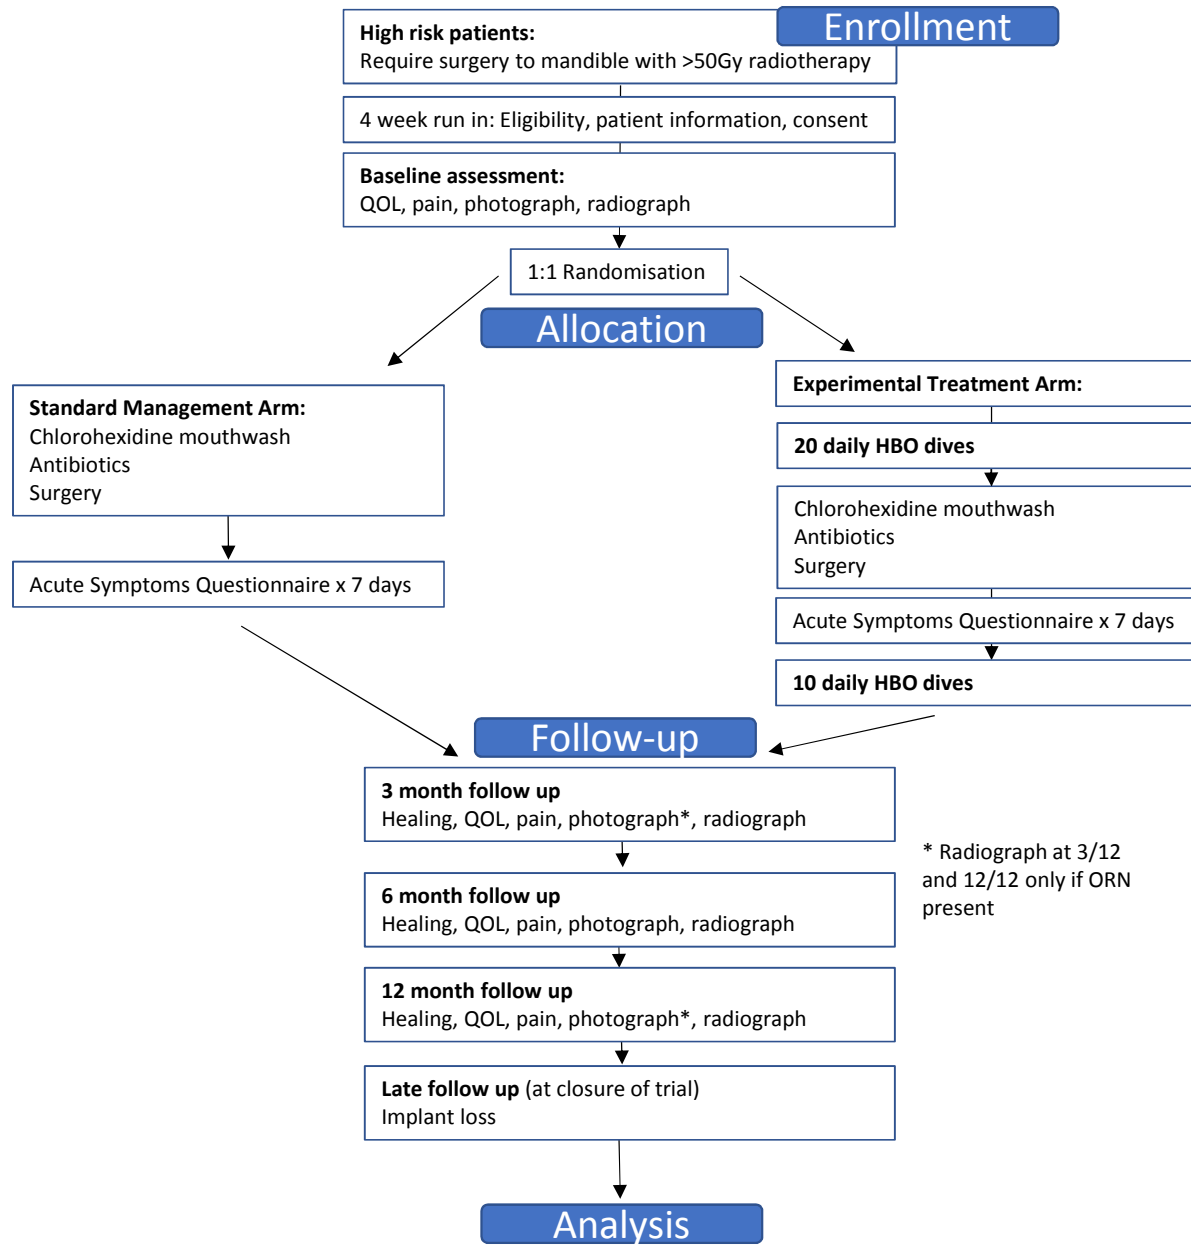 Enrollment
High risk patients:
Require surgery to mandible with >50Gy radiotherapy
4 week run in: Eligibility, patient information, consent
Baseline assessment:
QOL, pain, photograph, radiograph
1:1 Randomisation
Allocation
Standard Management Arm:
Chlorohexidine mouthwash
Antibiotics
Surgery
Acute Symptoms Questionnaire x 7 days
Experimental Treatment Arm:
20 daily HBO dives
Chlorohexidine mouthwash
Antibiotics
Surgery
Acute Symptoms Questionnaire x 7 days
10 daily HBO dives
Follow-up
3 month follow up
Healing, QOL, pain, photograph*, radiograph
* Radiograph at 3/12
and 12/12 only if ORN
present
6 month follow up
Healing, QOL, pain, photograph, radiograph
12 month follow up
Healing, QOL, pain, photograph*, radiograph
Late follow up (at closure of trial)
Implant loss
Analysis